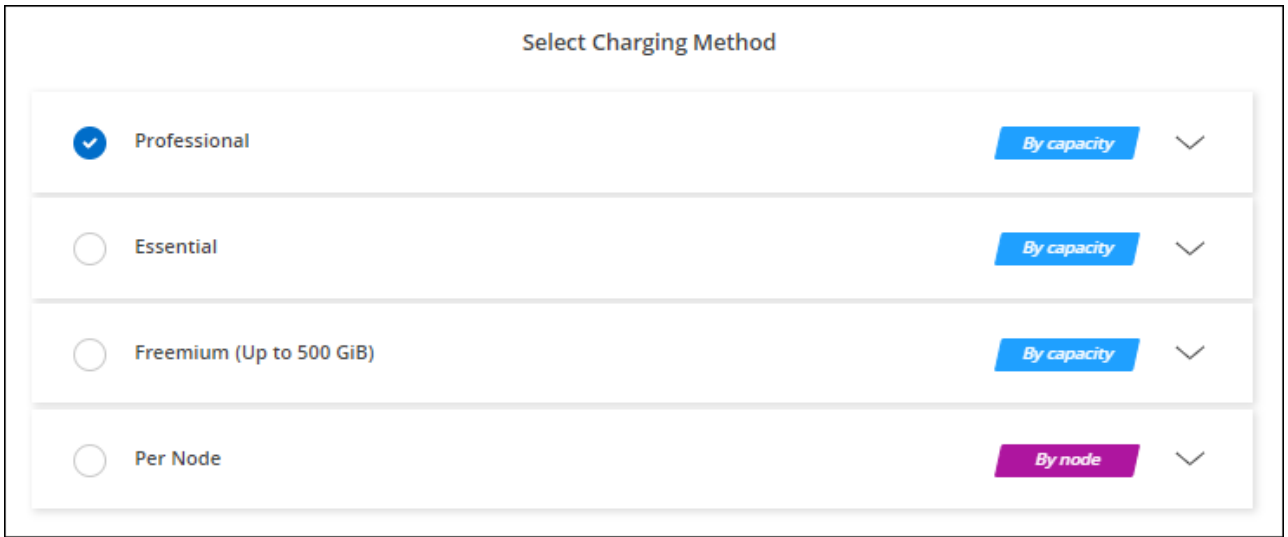 Select Charging Method
Professional By capacity
Essential By capacity
Freemium (Up to 500 GiB) By capacity
Per Node By node